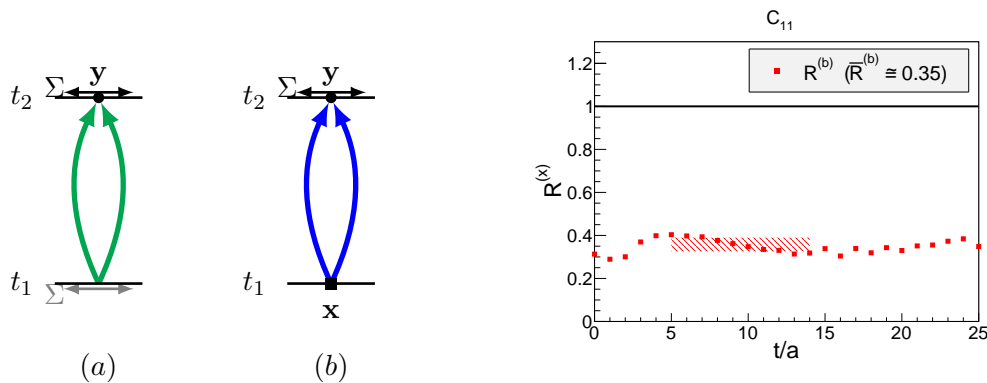 y
Σ
t₂
t₁
Σ
(a)
y
Σ
t₂
t₁
x
(b)
C₁₁
R⁽ᵇ⁾ (R̅⁽ᵇ⁾ ≅ 0.35)
R⁽ˣ⁾
1.2
1
0.8
0.6
0.4
0.2
0
0 5 10 15 20 25
t/a